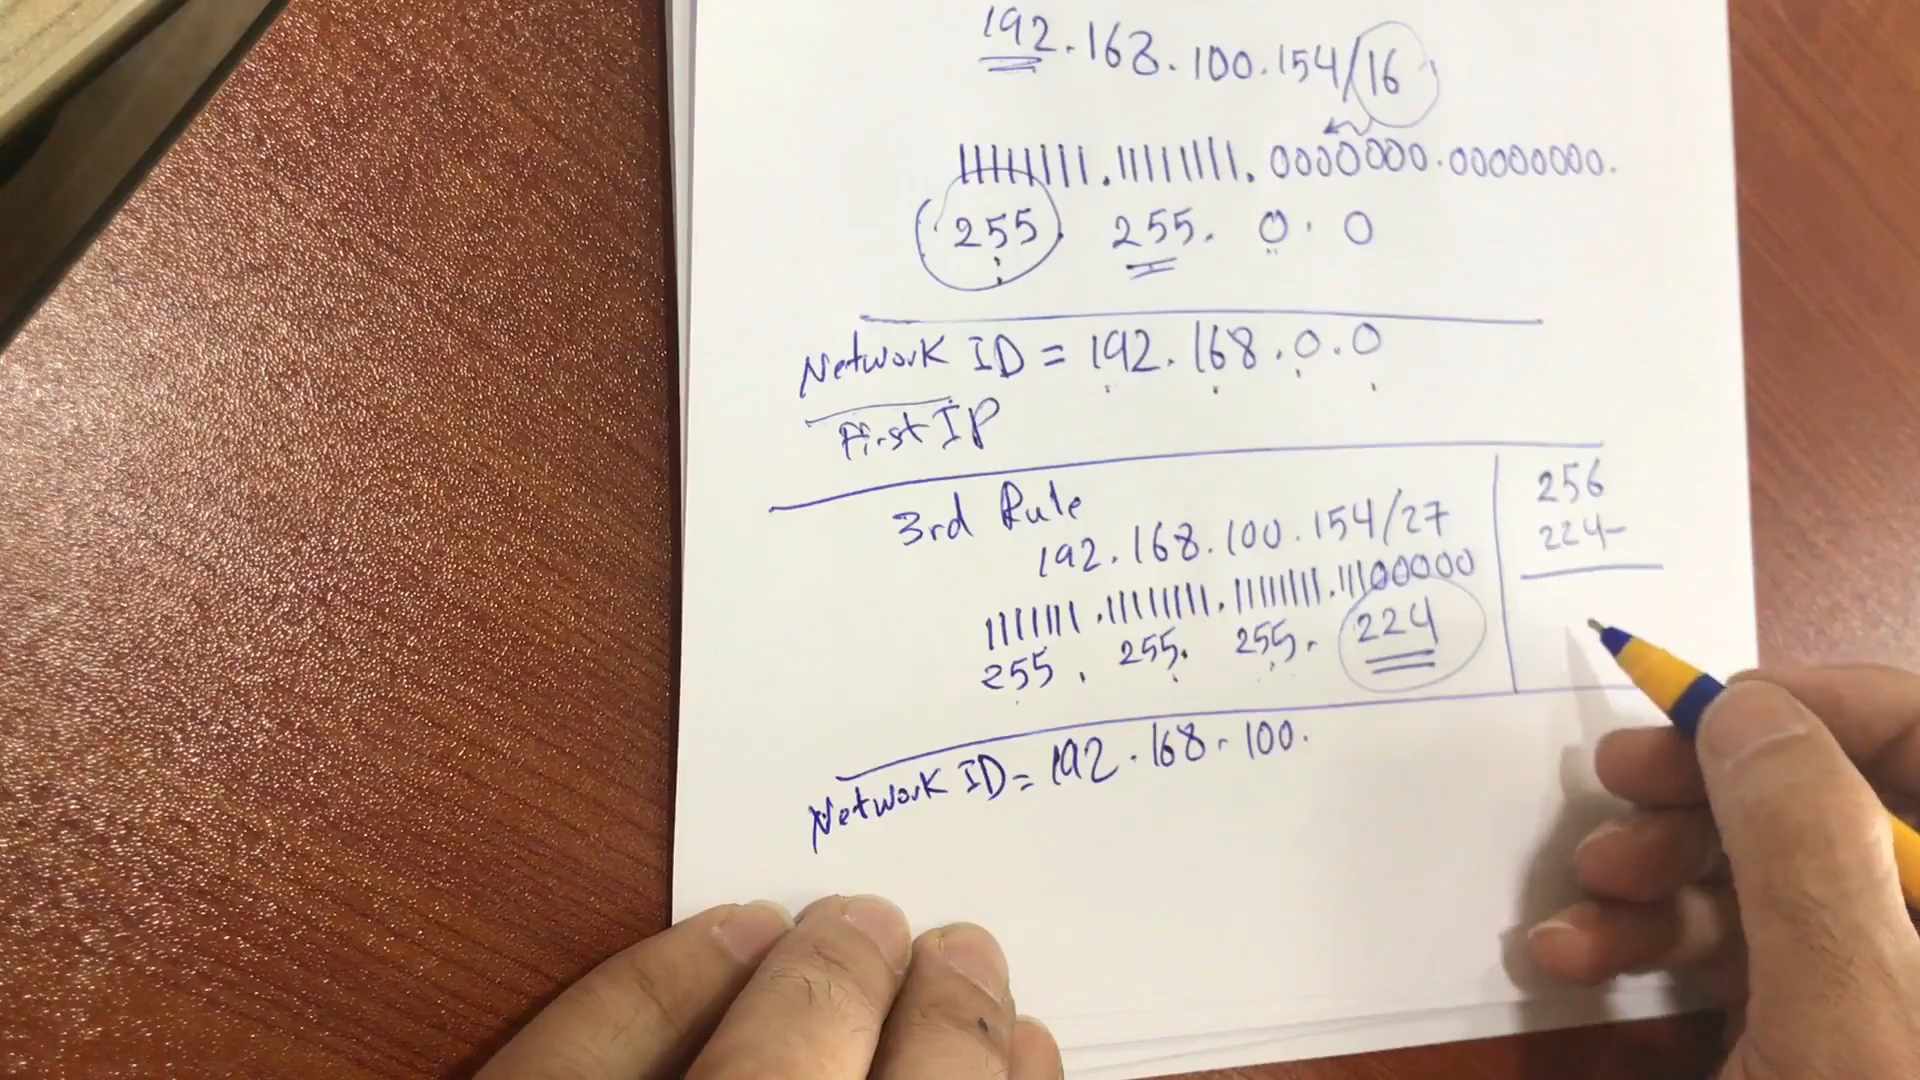 192.168.100.154/16
11111111.11111111.0000000.00000000.
255. 255. 0.0
Network ID = 192.168.0.0
First IP
3rd Rule
192.168.100.154/27
11111111.11111111.11111111.11100000
255. 255. 255. 224
256
224-
Network ID = 192.168.100.